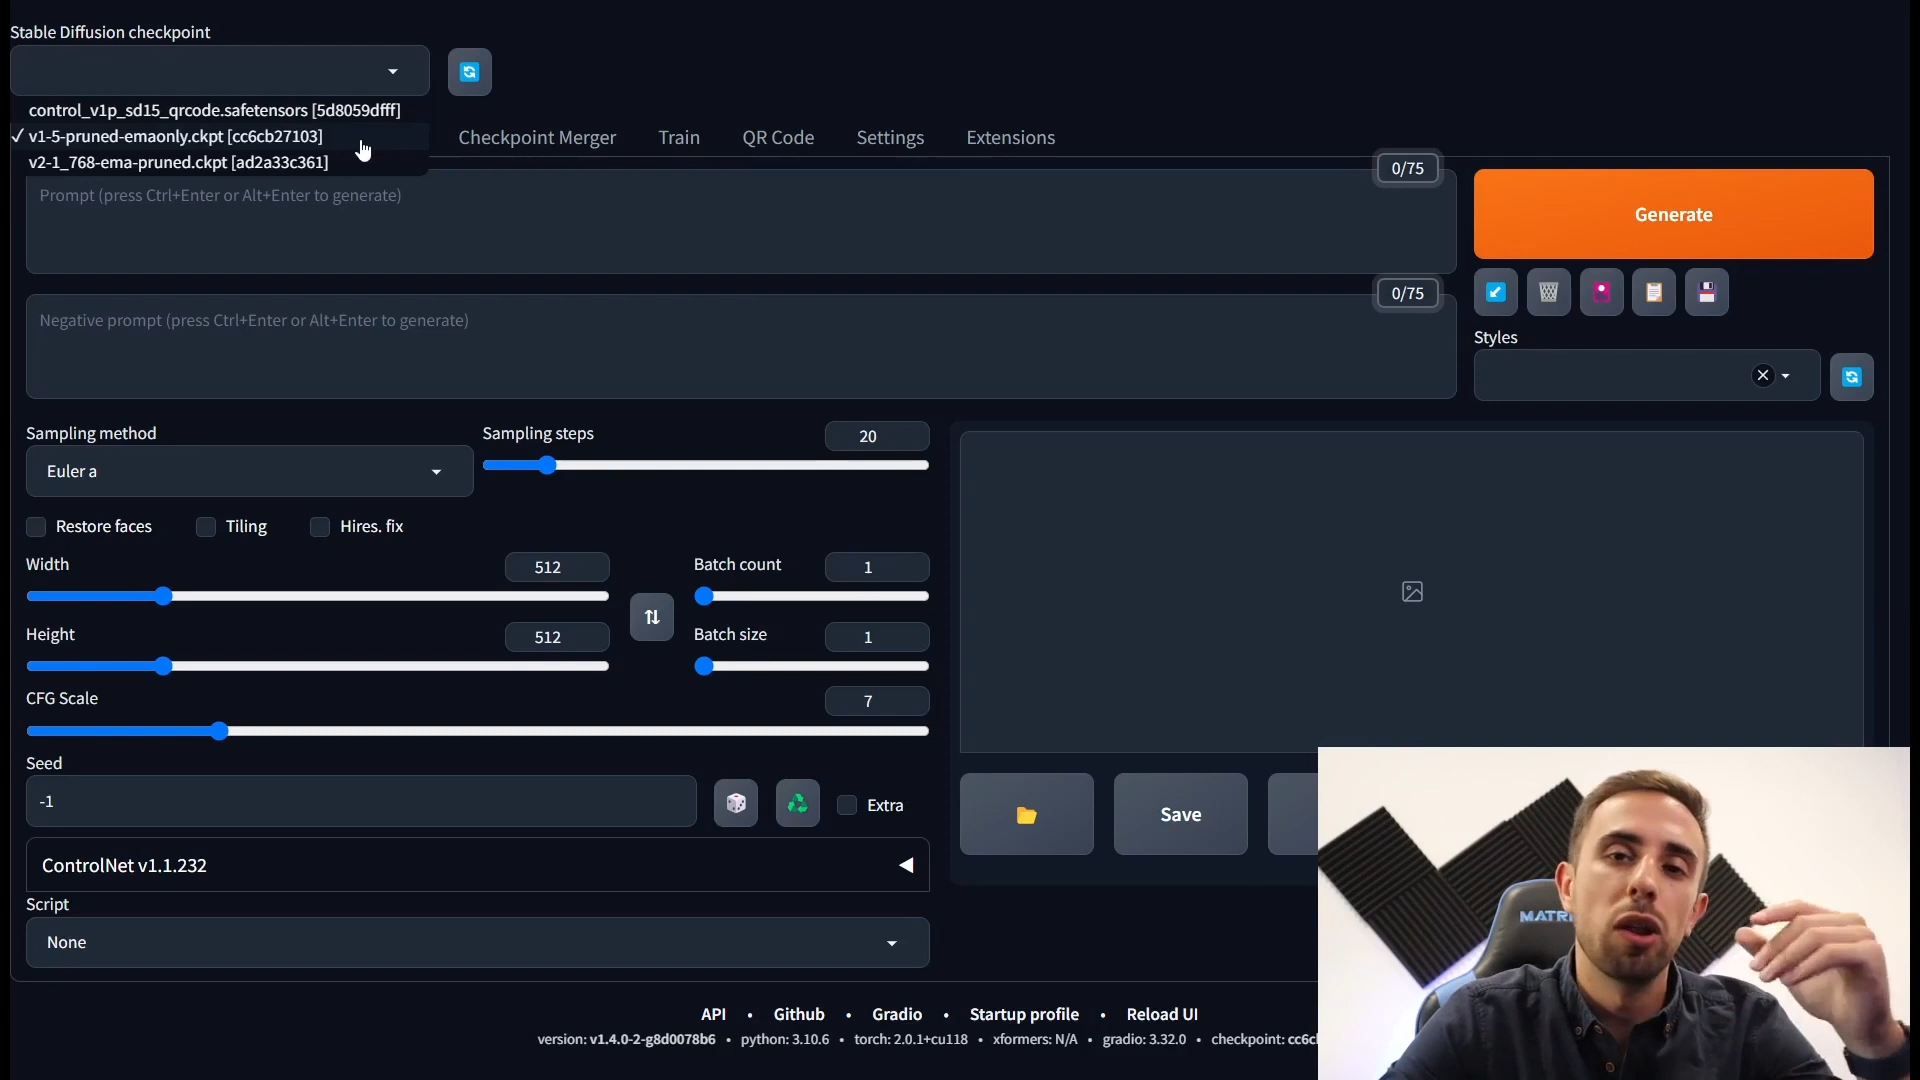 Stable Diffusion checkpoint
control_v1p_sd15_qrcode.safetensors [5d8059dfff]
✓ v1-5-pruned-emaonly.ckpt [cc6cb27103]
v2-1_768-ema-pruned.ckpt [ad2a33c361]
Checkpoint Merger Train QR Code Settings Extensions
0/75
Prompt (press Ctrl+Enter or Alt+Enter to generate)
Generate
0/75
Negative prompt (press Ctrl+Enter or Alt+Enter to generate)
Styles
Sampling method
Euler a
Sampling steps 20
Restore faces Tiling Hires. fix
Width 512
Batch count 1
Height 512
Batch size 1
CFG Scale 7
Seed
-1
Extra
Save
ControlNet v1.1.232
Script
None
API • Github • Gradio • Startup profile • Reload UI
version: v1.4.0-2-g8d0078b6 • python: 3.10.6 • torch: 2.0.1+cu118 • xformers: N/A • gradio: 3.32.0 • checkpoint:
MATRI